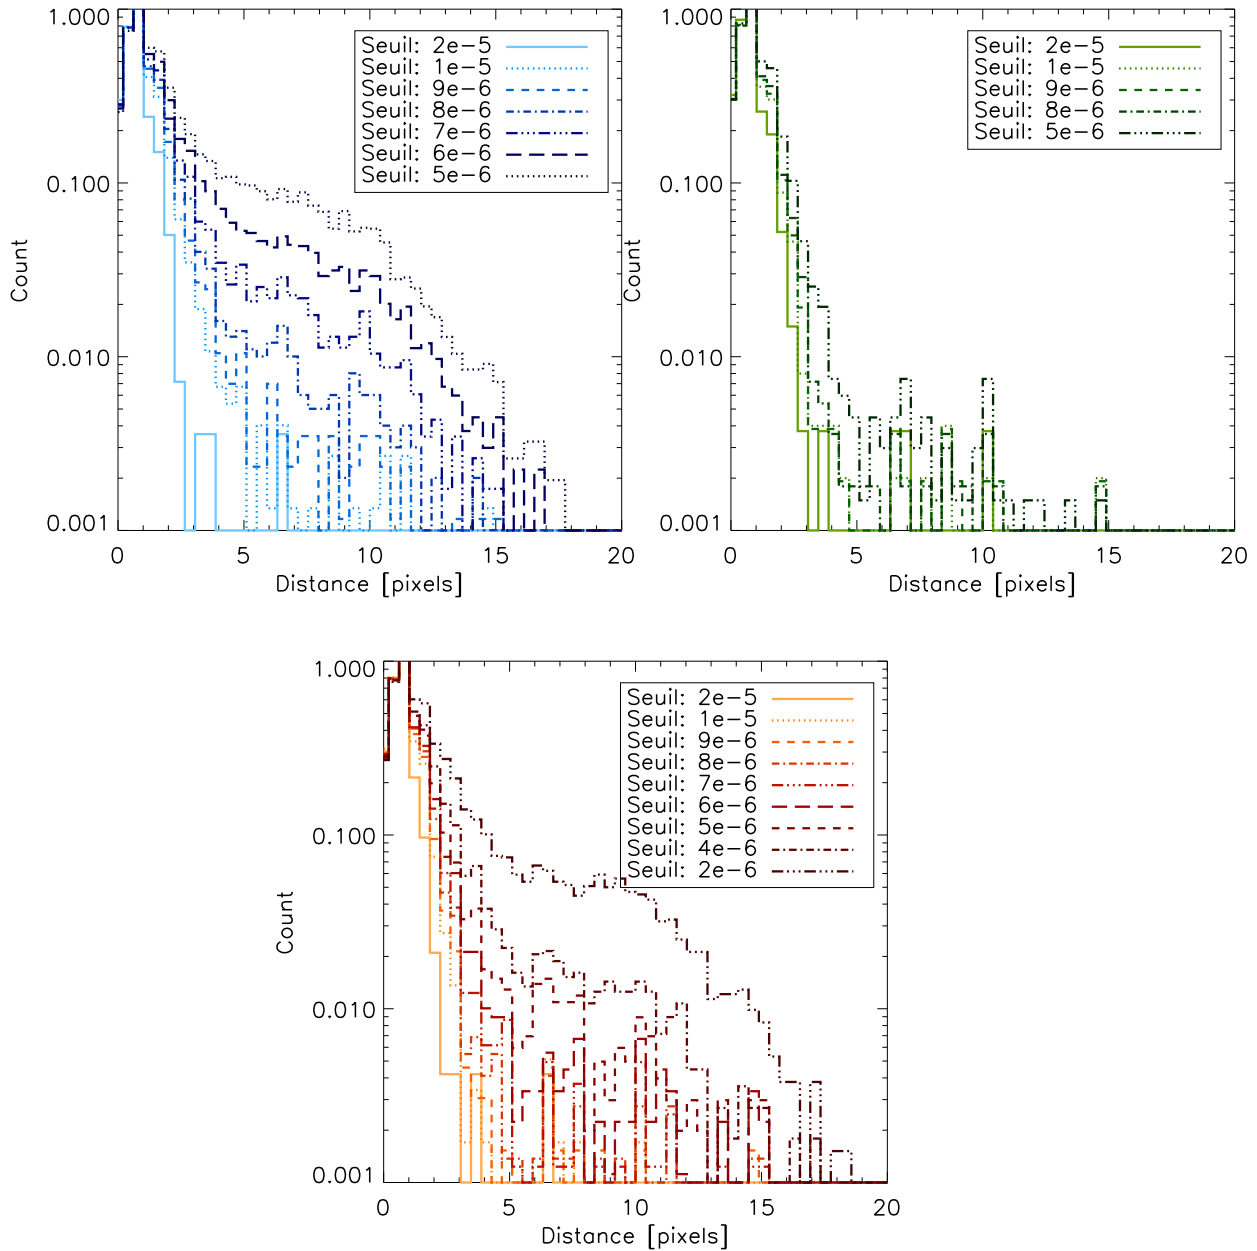 1.000
0.100
0.010
0.001
Count
0 5 10 15 20
Distance [pixels]
Seuil: 2e-5
Seuil: 1e-5
Seuil: 9e-6
Seuil: 8e-6
Seuil: 7e-6
Seuil: 6e-6
Seuil: 5e-6
1.000
0.100
0.010
0.001
Count
0 5 10 15 20
Distance [pixels]
Seuil: 2e-5
Seuil: 1e-5
Seuil: 9e-6
Seuil: 8e-6
Seuil: 5e-6
1.000
0.100
0.010
0.001
Count
0 5 10 15 20
Distance [pixels]
Seuil: 2e-5
Seuil: 1e-5
Seuil: 9e-6
Seuil: 8e-6
Seuil: 7e-6
Seuil: 6e-6
Seuil: 5e-6
Seuil: 4e-6
Seuil: 2e-6